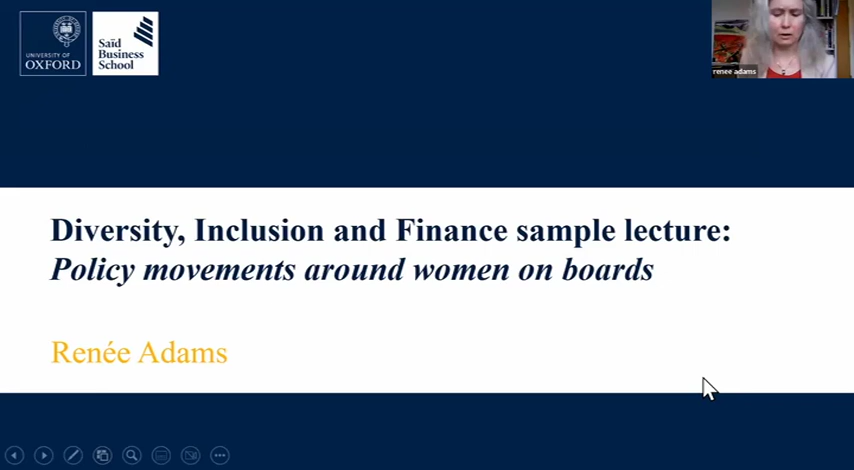 UNIVERSITY OF
OXFORD
Saïd
Business
School
renee adams
Diversity, Inclusion and Finance sample lecture:
Policy movements around women on boards
Renée Adams